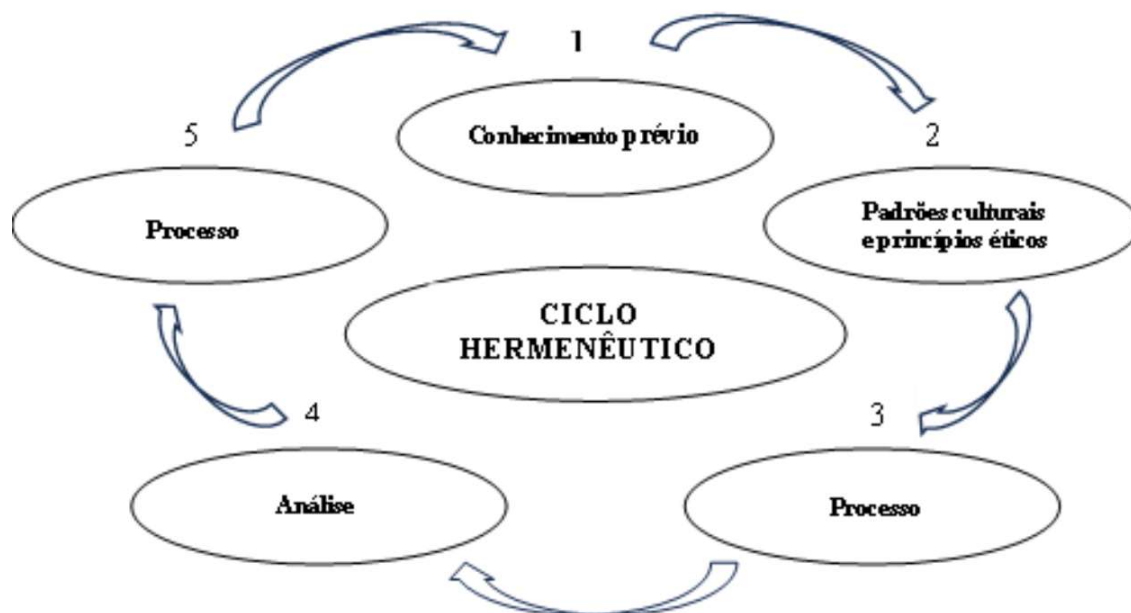 1
Conhecimento prévio
2
Padrões culturais
e princípios éticos
3
Processo
4
Análise
5
Processo
CICLO
HERMENÊUTICO